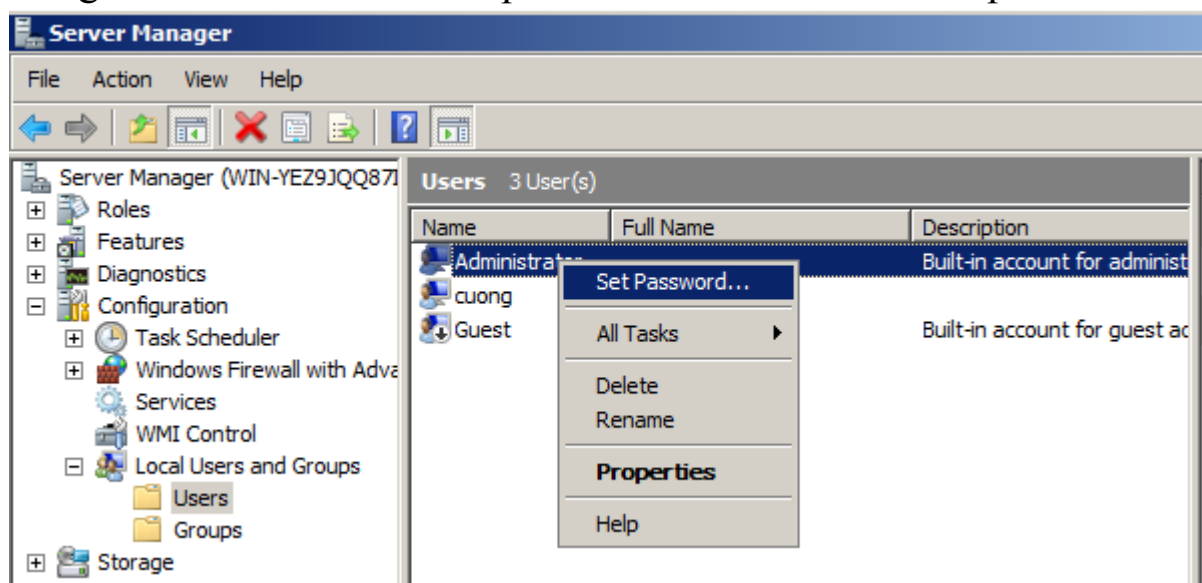 Server Manager
File Action View Help
Server Manager (WIN-YEZ9JQQ87I
Roles
Features
Diagnostics
Configuration
Task Scheduler
Windows Firewall with Adva
Services
WMI Control
Local Users and Groups
Users
Groups
Storage
Users 3 User(s)
Name Full Name Description
Administrator Built-in account for administ
cuong
Guest Built-in account for guest ac
Set Password...
All Tasks
Delete
Rename
Properties
Help